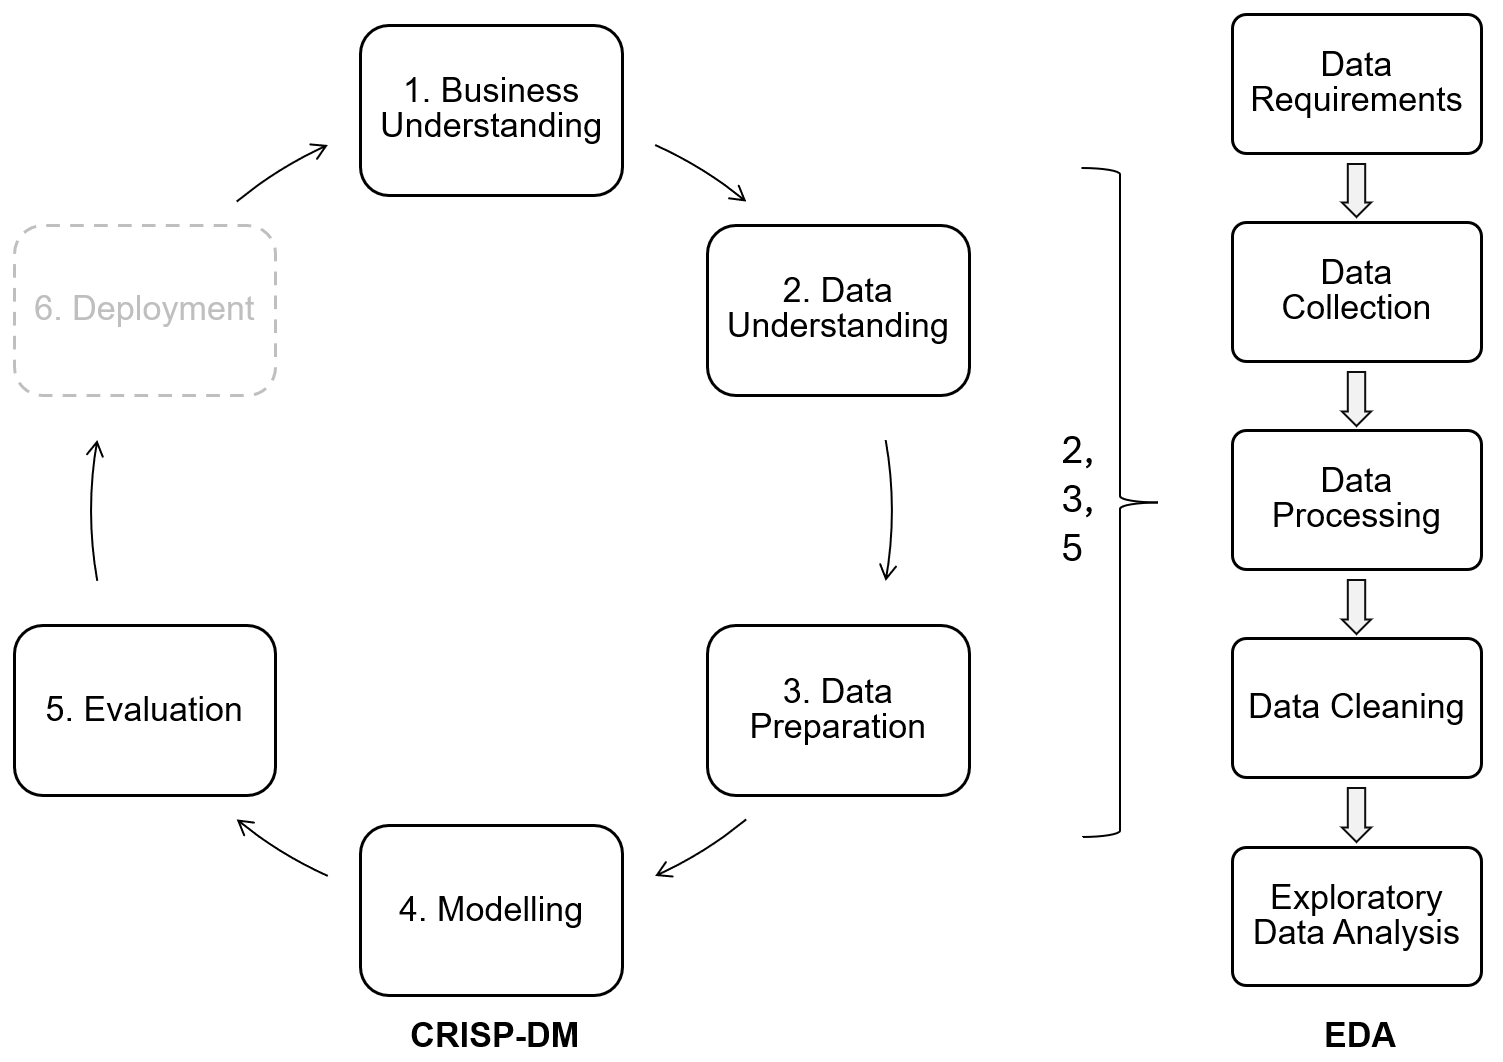 1. Business
Understanding
2. Data
Understanding
3. Data
Preparation
4. Modelling
5. Evaluation
6. Deployment
CRISP-DM
2,
3,
5
Data
Requirements
Data
Collection
Data
Processing
Data Cleaning
Exploratory
Data Analysis
EDA